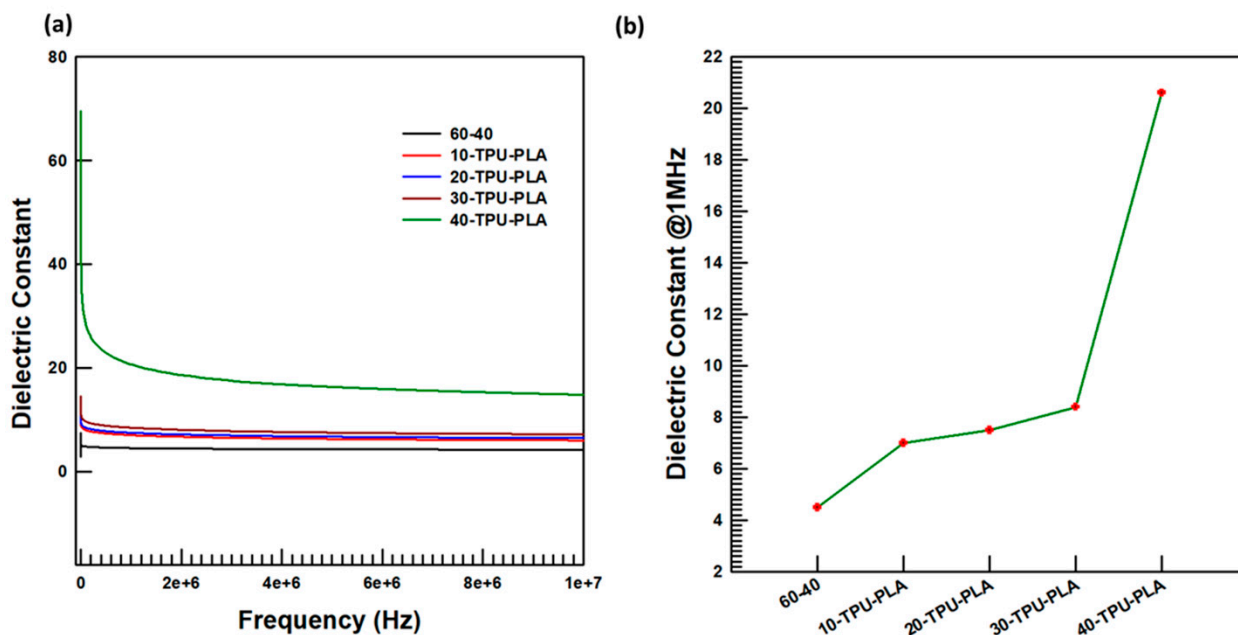 (a)
Dielectric Constant
80
60
40
20
0
60-40
10-TPU-PLA
20-TPU-PLA
30-TPU-PLA
40-TPU-PLA
0 2e+6 4e+6 6e+6 8e+6 1e+7
Frequency (Hz)
(b)
Dielectric Constant @1MHz
22
20
18
16
14
12
10
8
6
4
2
60-40
10-TPU-PLA
20-TPU-PLA
30-TPU-PLA
40-TPU-PLA